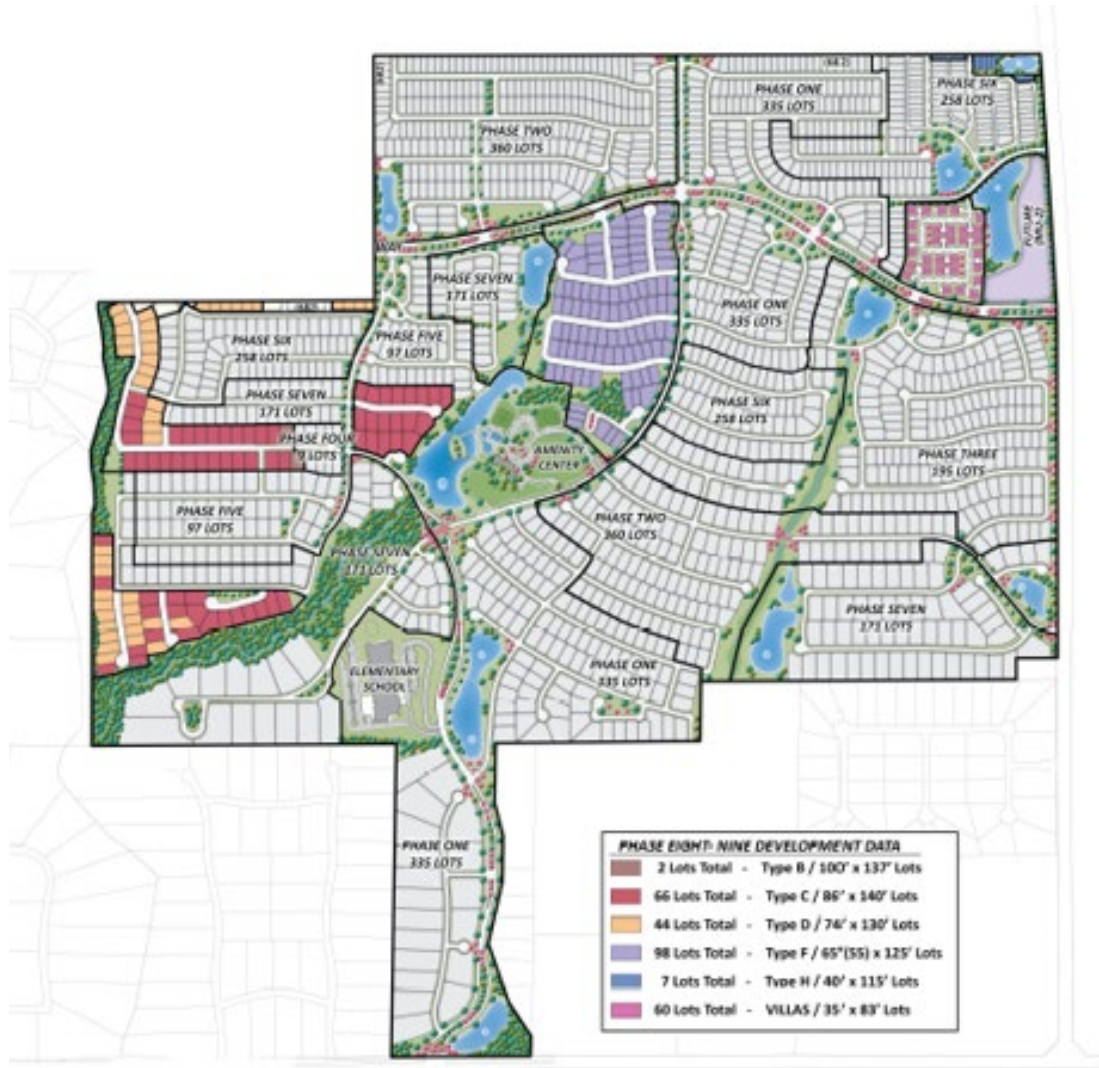 PHASE ONE
335 LOTS
PHASE SIX
258 LOTS
PHASE TWO
360 LOTS
WAY
FUTURE
(MU-2)
PHASE SEVEN
171 LOTS
PHASE ONE
335 LOTS
PHASE SIX
258 LOTS
PHASE FIVE
97 LOTS
PHASE SEVEN
171 LOTS
PHASE SIX
258 LOTS
PHASE FOUR
9 LOTS
AMENITY
CENTER
PHASE THREE
195 LOTS
PHASE FIVE
97 LOTS
PHASE TWO
360 LOTS
PHASE SEVEN
171 LOTS
PHASE SEVEN
171 LOTS
ELEMENTARY
SCHOOL
PHASE ONE
335 LOTS
PHASE ONE
335 LOTS
PHASE EIGHT- NINE DEVELOPMENT DATA
2 Lots Total - Type B / 100' x 137' Lots
66 Lots Total - Type C / 86' x 140' Lots
44 Lots Total - Type D / 74' x 130' Lots
98 Lots Total - Type F / 65'(55) x 125' Lots
7 Lots Total - Type H / 40' x 115' Lots
60 Lots Total - VILLAS / 35' x 83' Lots